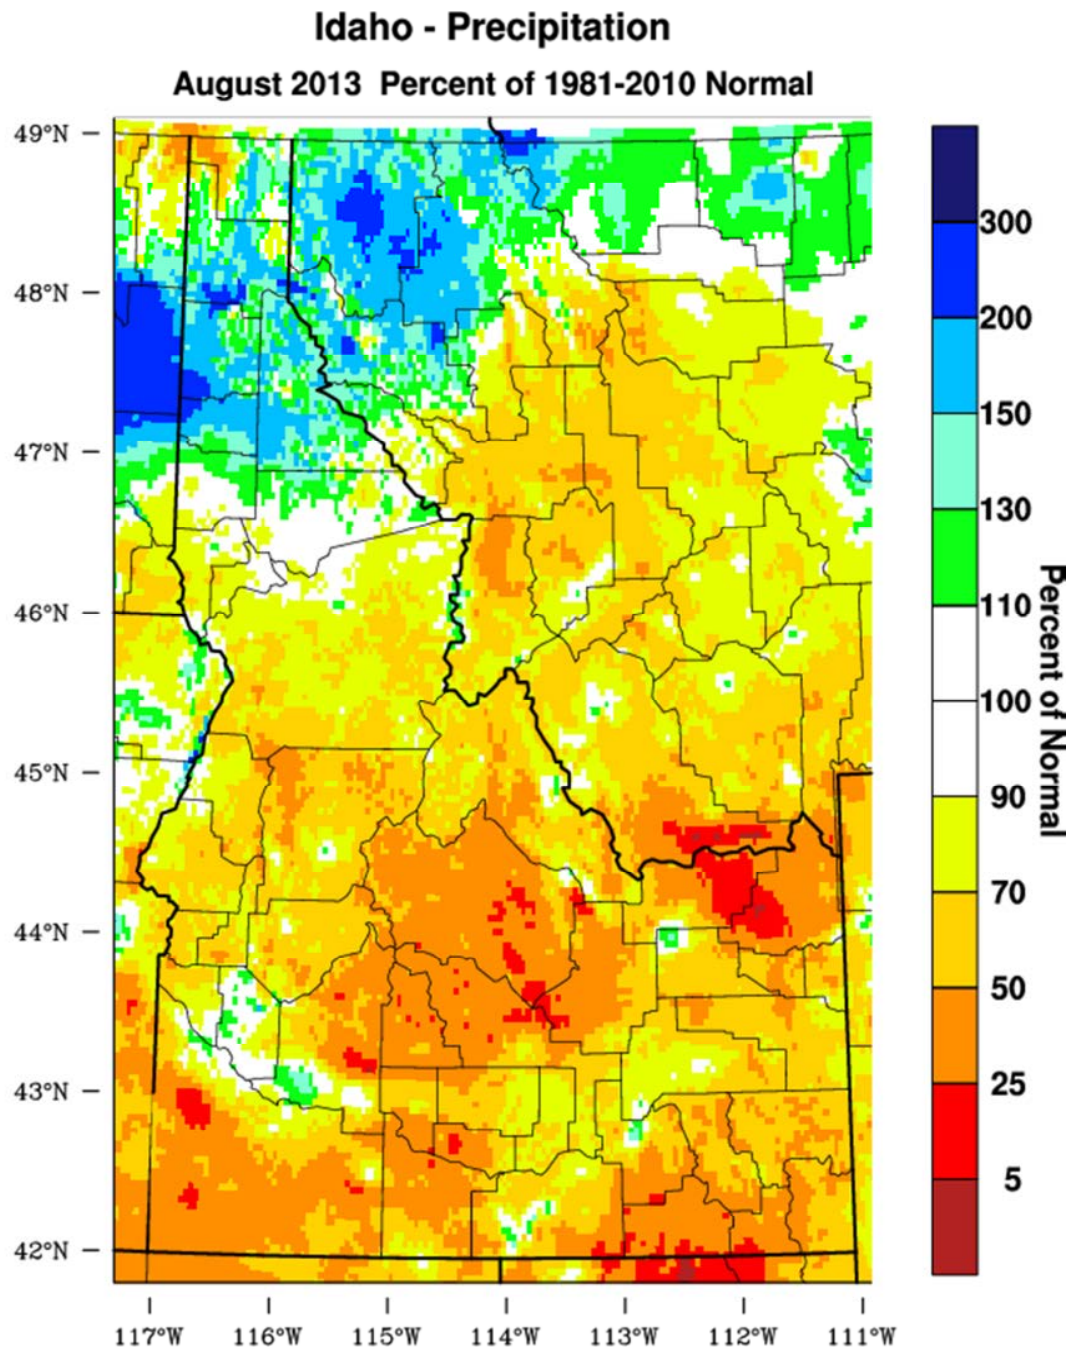 Idaho - Precipitation
August 2013 Percent of 1981-2010 Normal
49°N
48°N
47°N
46°N
45°N
44°N
43°N
42°N
117°W 116°W 115°W 114°W 113°W 112°W 111°W
300
200
150
130
110
100
90
70
50
25
5
Percent of Normal